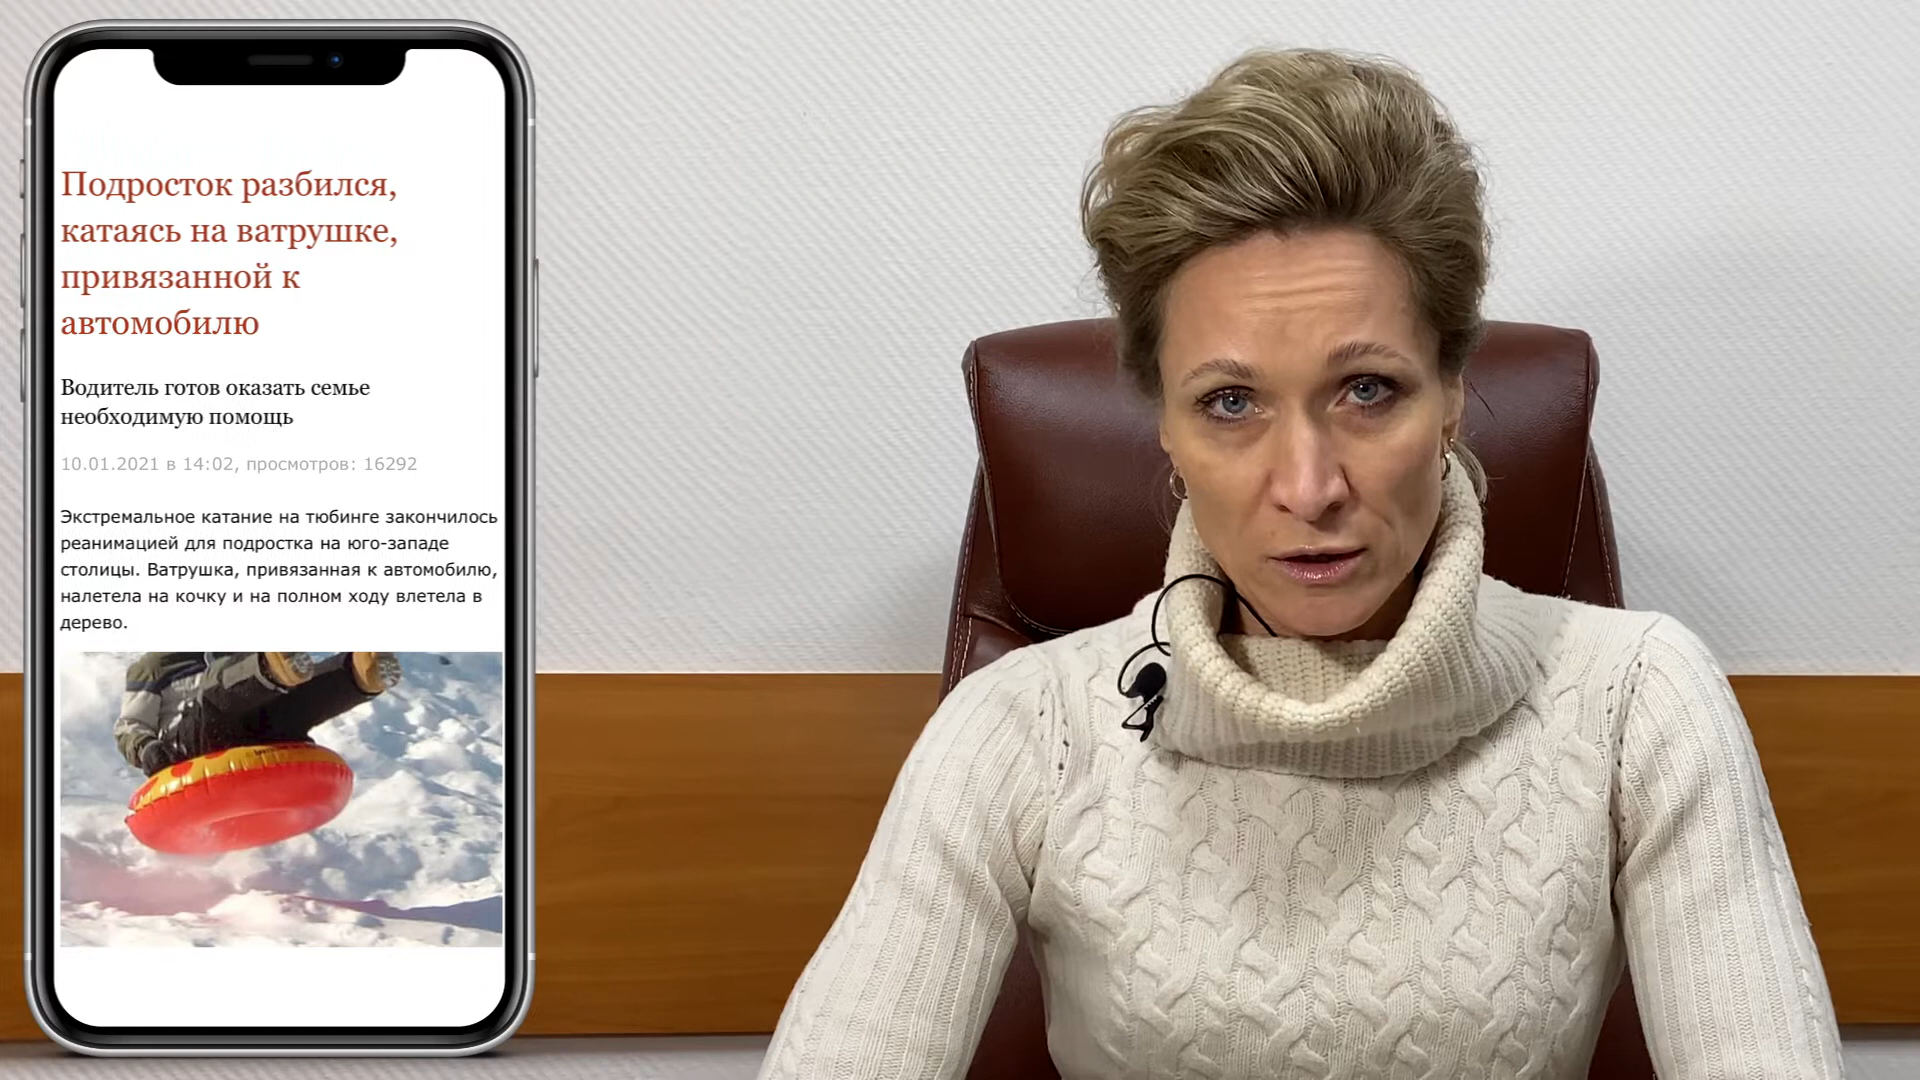 Подросток разбился,
катаясь на ватрушке,
привязанной к
автомобилю
Водитель готов оказать семье
необходимую помощь
10.01.2021 в 14:02, просмотров: 16292
Экстремальное катание на тюбинге закончилось
реанимацией для подростка на юго-западе
столицы. Ватрушка, привязанная к автомобилю,
налетела на кочку и на полном ходу влетела в
дерево.